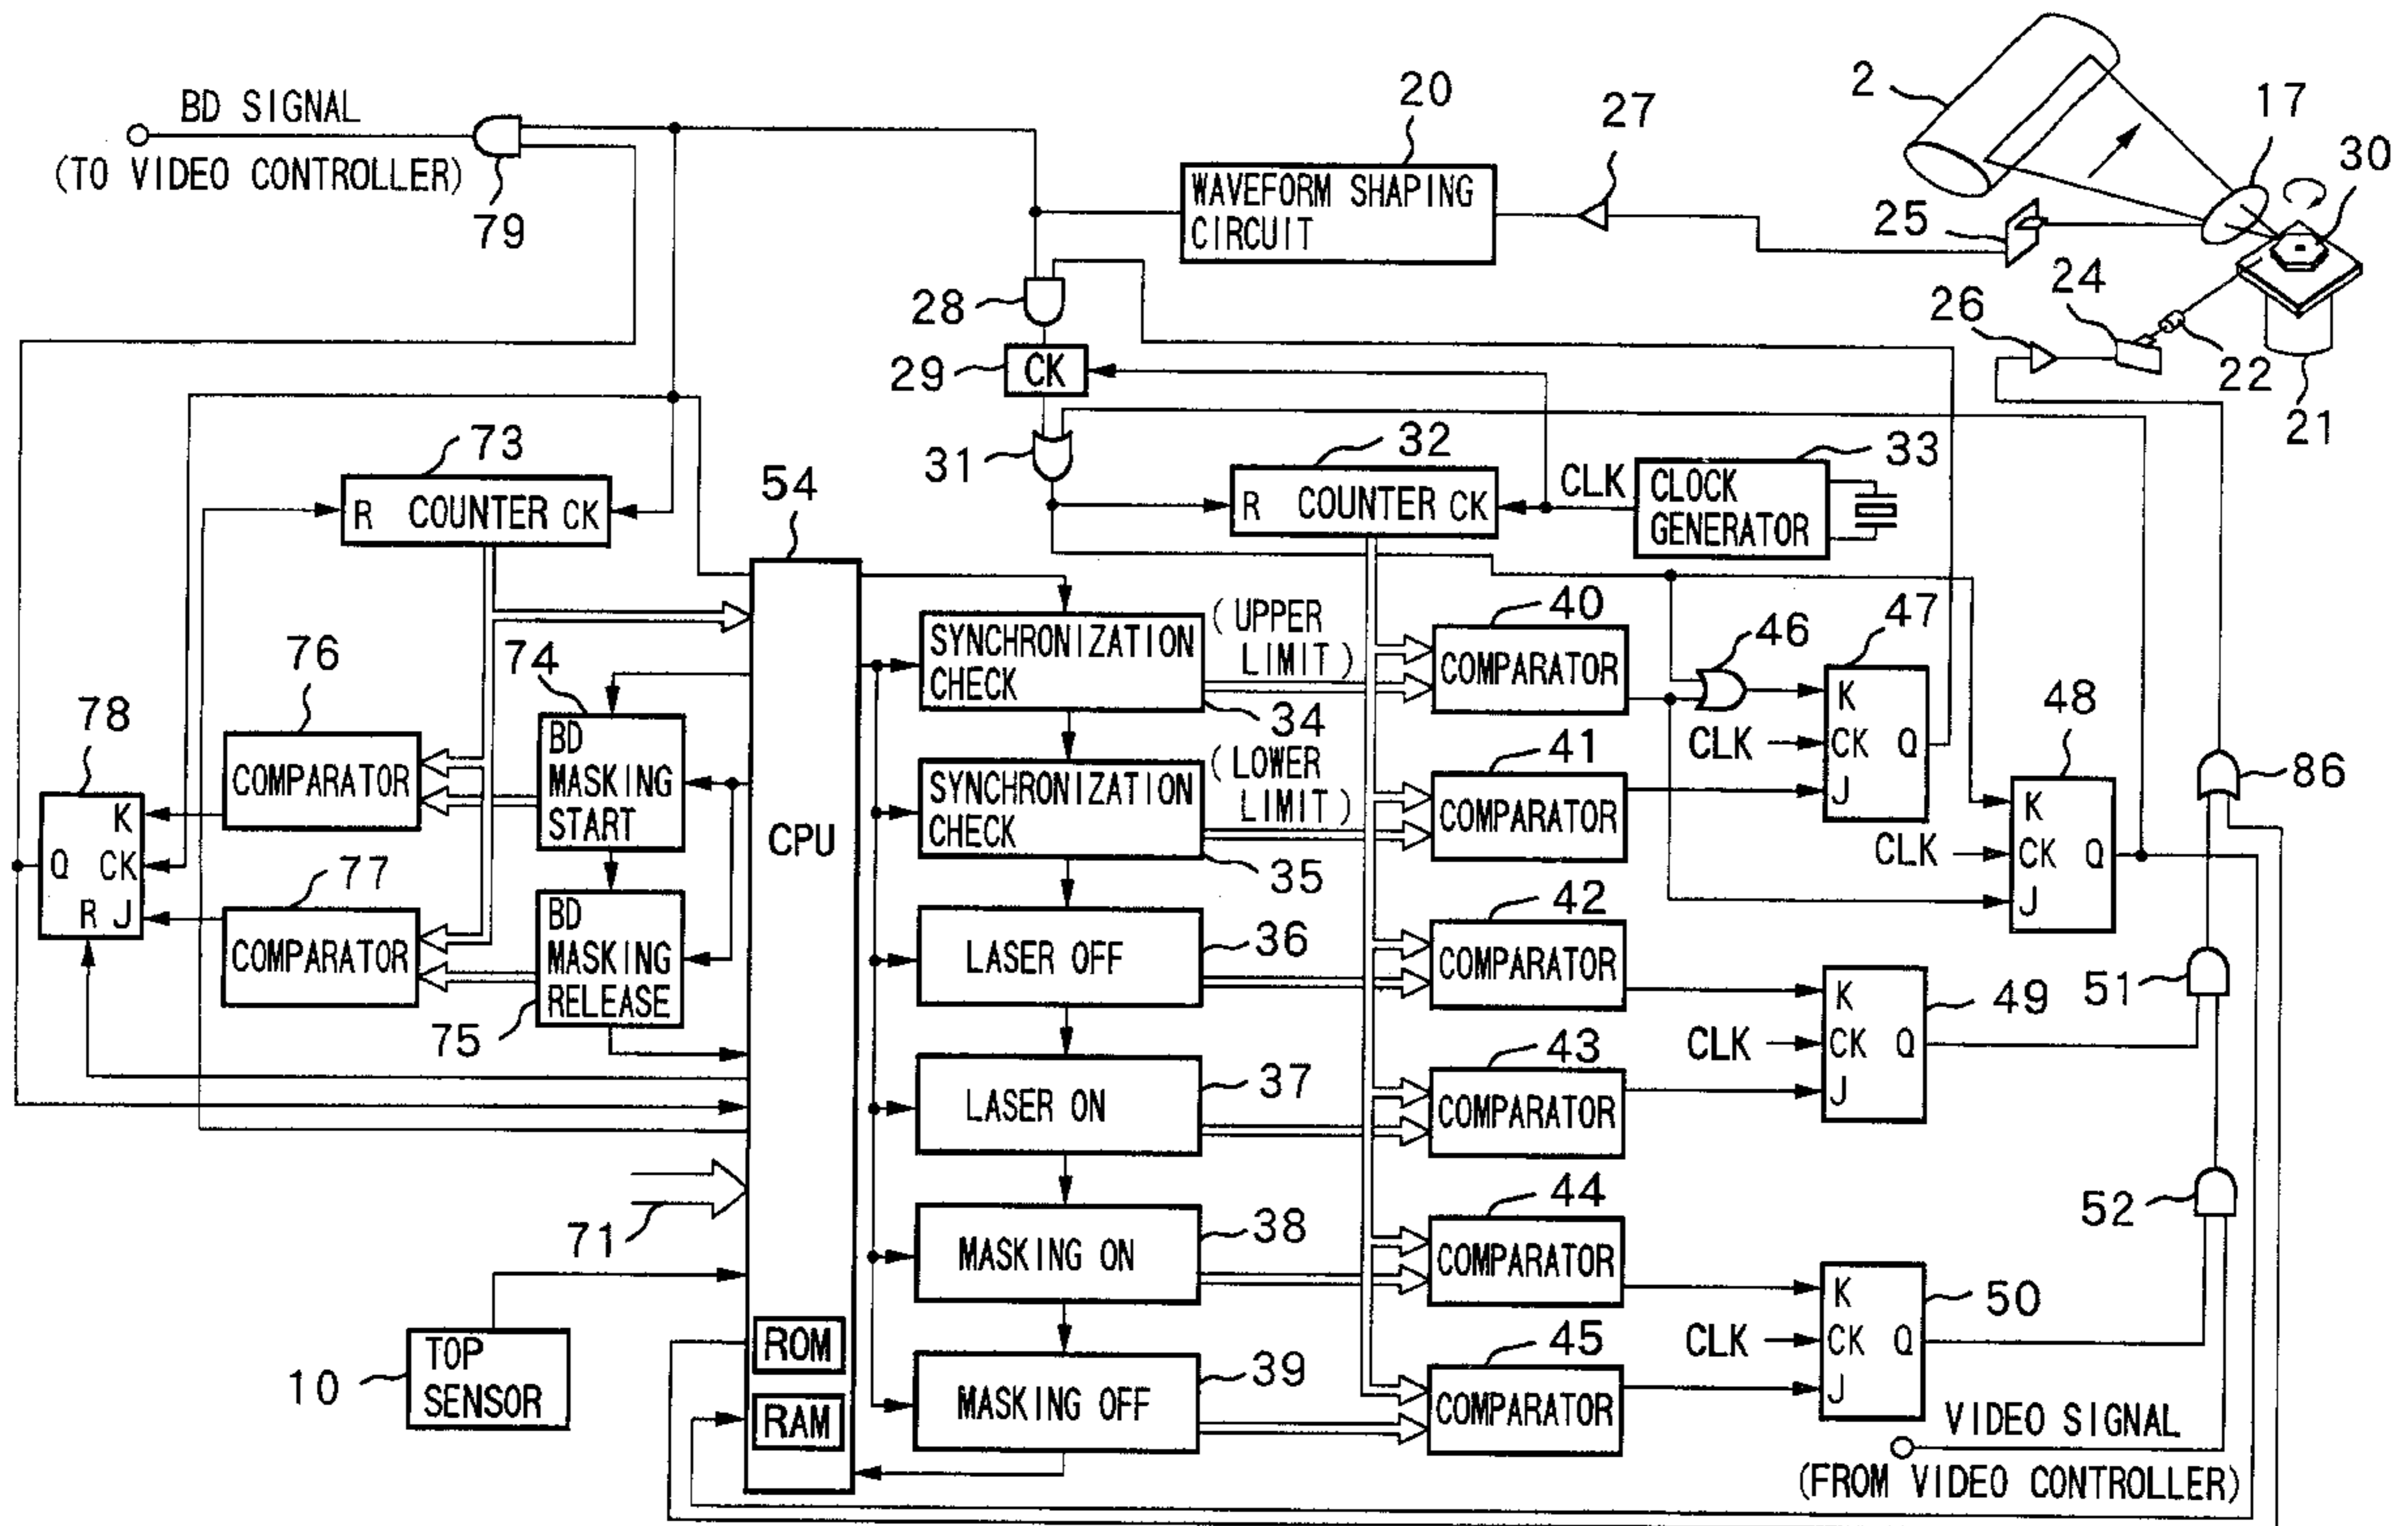 BD SIGNAL
(TO VIDEO CONTROLLER)
79
20
WAVEFORM SHAPING
CIRCUIT
27
2
17
30
25
24
26
22
21
28
29
CK
31
73
R COUNTER CK
54
32
R COUNTER CK
CLK
33
CLOCK
GENERATOR
CPU
ROM
RAM
76
COMPARATOR
74
BD
MASKING
START
78
K
Q CK
R J
77
COMPARATOR
BD
MASKING
RELEASE
75
71
10
TOP
SENSOR
SYNCHRONIZATION
CHECK
(UPPER
LIMIT)
34
SYNCHRONIZATION
CHECK
(LOWER
LIMIT)
35
LASER OFF
36
LASER ON
37
MASKING ON
38
MASKING OFF
39
40
COMPARATOR
41
COMPARATOR
42
COMPARATOR
43
COMPARATOR
44
COMPARATOR
45
COMPARATOR
46
47
K
CLK
CK Q
J
48
K
CLK
CK Q
J
86
51
49
K
CLK
CK Q
J
52
50
K
CLK
CK Q
J
VIDEO SIGNAL
(FROM VIDEO CONTROLLER)